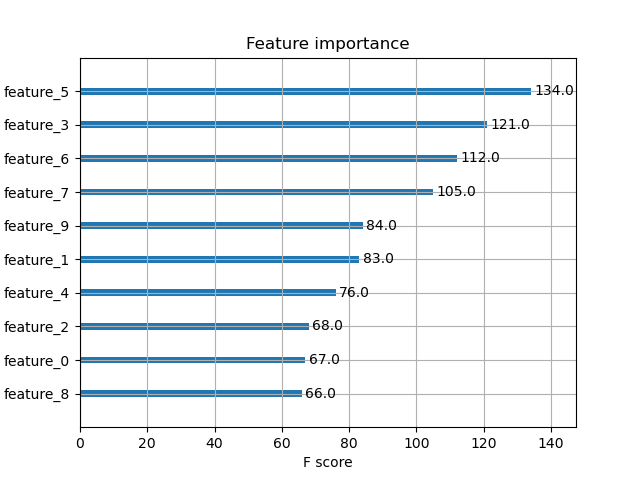 Feature importance
feature_5 134.0
feature_3 121.0
feature_6 112.0
feature_7 105.0
feature_9 84.0
feature_1 83.0
feature_4 76.0
feature_2 68.0
feature_0 67.0
feature_8 66.0
0 20 40 60 80 100 120 140
F score